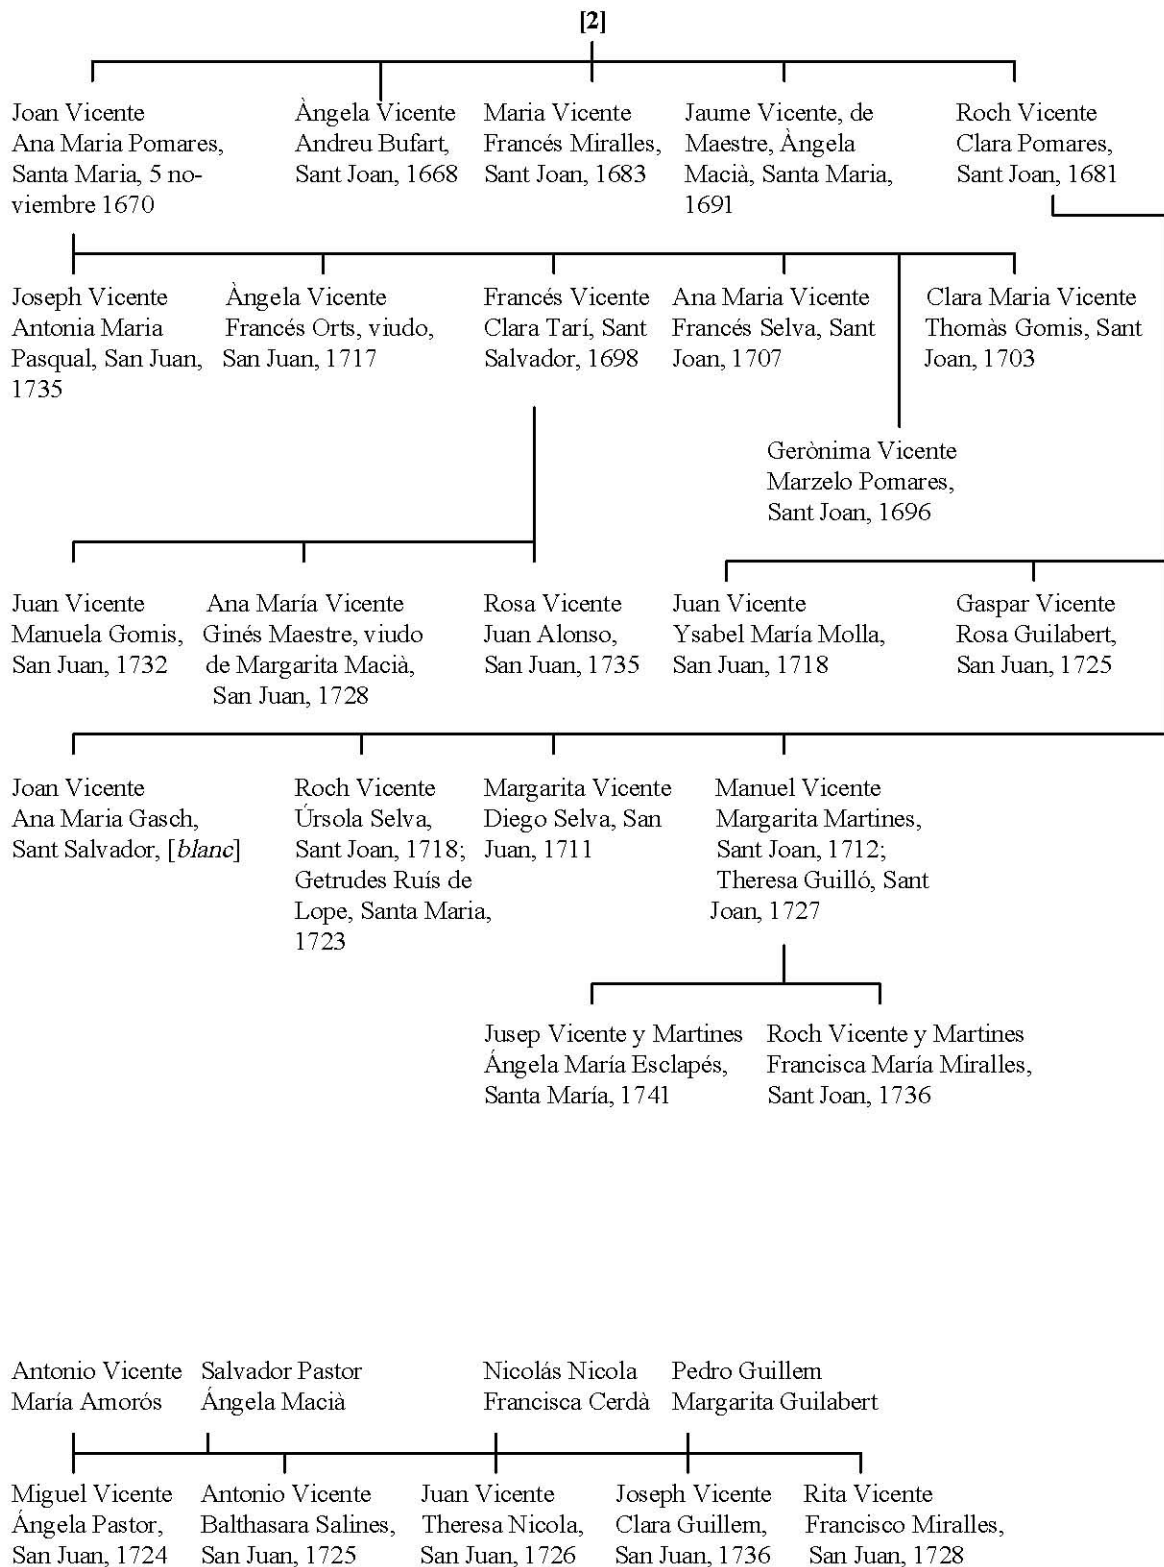 [2]
Joan Vicente
Ana Maria Pomares,
Santa Maria, 5 no-
viembre 1670
Àngela Vicente
Andreu Bufart,
Sant Joan, 1668
Maria Vicente
Francés Miralles,
Sant Joan, 1683
Jaume Vicente, de
Maestre, Àngela
Macià, Santa Maria,
1691
Roch Vicente
Clara Pomares,
Sant Joan, 1681
Joseph Vicente
Antonia Maria
Pasqual, San Juan,
1735
Àngela Vicente
Francés Orts, viudo,
San Juan, 1717
Francés Vicente
Clara Tarí, Sant
Salvador, 1698
Ana Maria Vicente
Francés Selva, Sant
Joan, 1707
Clara Maria Vicente
Thomàs Gomis, Sant
Joan, 1703
Gerònima Vicente
Marzelo Pomares,
Sant Joan, 1696
Juan Vicente
Manuela Gomis,
San Juan, 1732
Ana María Vicente
Ginés Maestre, viudo
de Margarita Macià,
San Juan, 1728
Rosa Vicente
Juan Alonso,
San Juan, 1735
Juan Vicente
Ysabel María Molla,
San Juan, 1718
Gaspar Vicente
Rosa Guilabert,
San Juan, 1725
Joan Vicente
Ana Maria Gasch,
Sant Salvador, [blanc]
Roch Vicente
Úrsola Selva,
Sant Joan, 1718;
Getrudes Ruís de
Lope, Santa Maria,
1723
Margarita Vicente
Diego Selva, San
Juan, 1711
Manuel Vicente
Margarita Martines,
Sant Joan, 1712;
Theresa Guilló, Sant
Joan, 1727
Jusep Vicente y Martines
Ángela María Esclapés,
Santa María, 1741
Roch Vicente y Martines
Francisca María Miralles,
Sant Joan, 1736
Antonio Vicente
María Amorós
Salvador Pastor
Ángela Macià
Nicolás Nicola
Francisca Cerdà
Pedro Guillem
Margarita Guilabert
Miguel Vicente
Ángela Pastor,
San Juan, 1724
Antonio Vicente
Balthasara Salines,
San Juan, 1725
Juan Vicente
Theresa Nicola,
San Juan, 1726
Joseph Vicente
Clara Guillem,
San Juan, 1736
Rita Vicente
Francisco Miralles,
San Juan, 1728